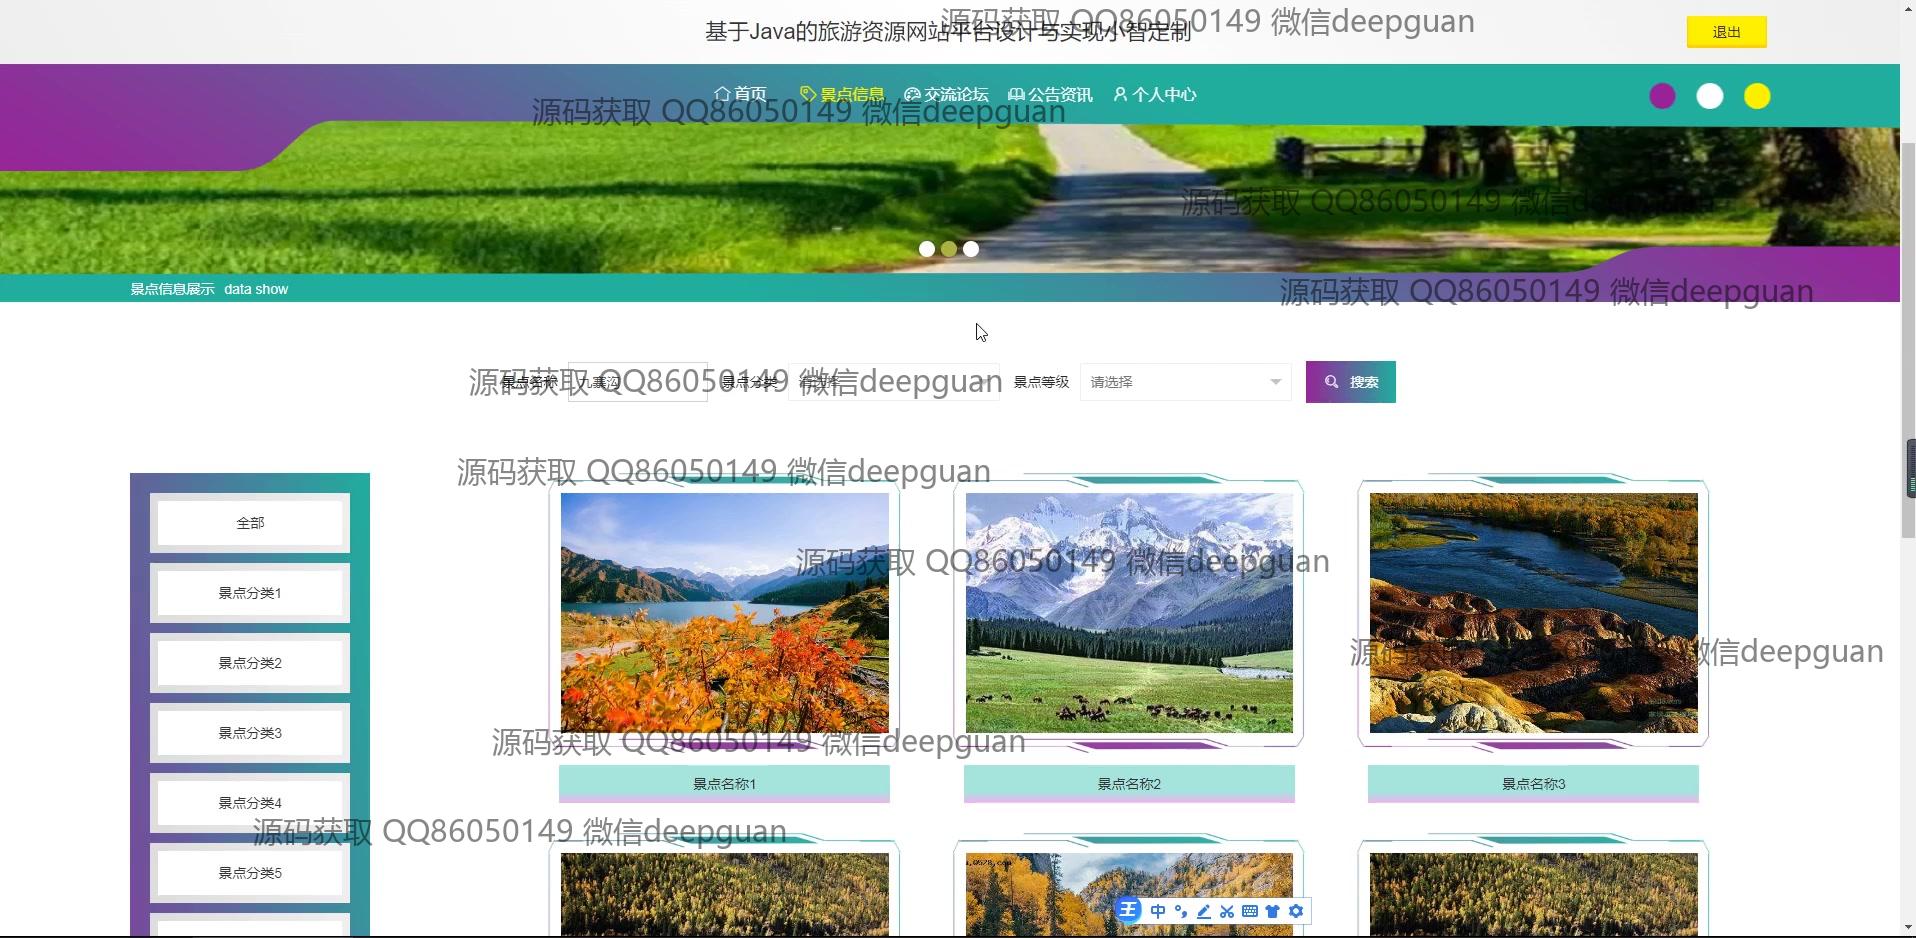 基于Java的旅游资源网站平台设计与实现小智定制
源码获取 QQ86050149 微信deepguan
退出
首页 景点信息 交流论坛 公告资讯 个人中心
源码获取 QQ86050149 微信deepguan
源码获取 QQ86050149 微信deepguan
景点信息展示 data show
源码获取 QQ86050149 微信deepguan
景点名称 九寨沟 景点分类 请选择 景点等级 请选择 搜索
源码获取 QQ86050149 微信deepguan
源码获取 QQ86050149 微信deepguan
全部
源码获取 QQ86050149 微信deepguan
景点分类1
景点分类2
源码获取 微信deepguan
景点分类3
源码获取 QQ86050149 微信deepguan
景点名称1 景点名称2 景点名称3
景点分类4
源码获取 QQ86050149 微信deepguan
景点分类5
王 中